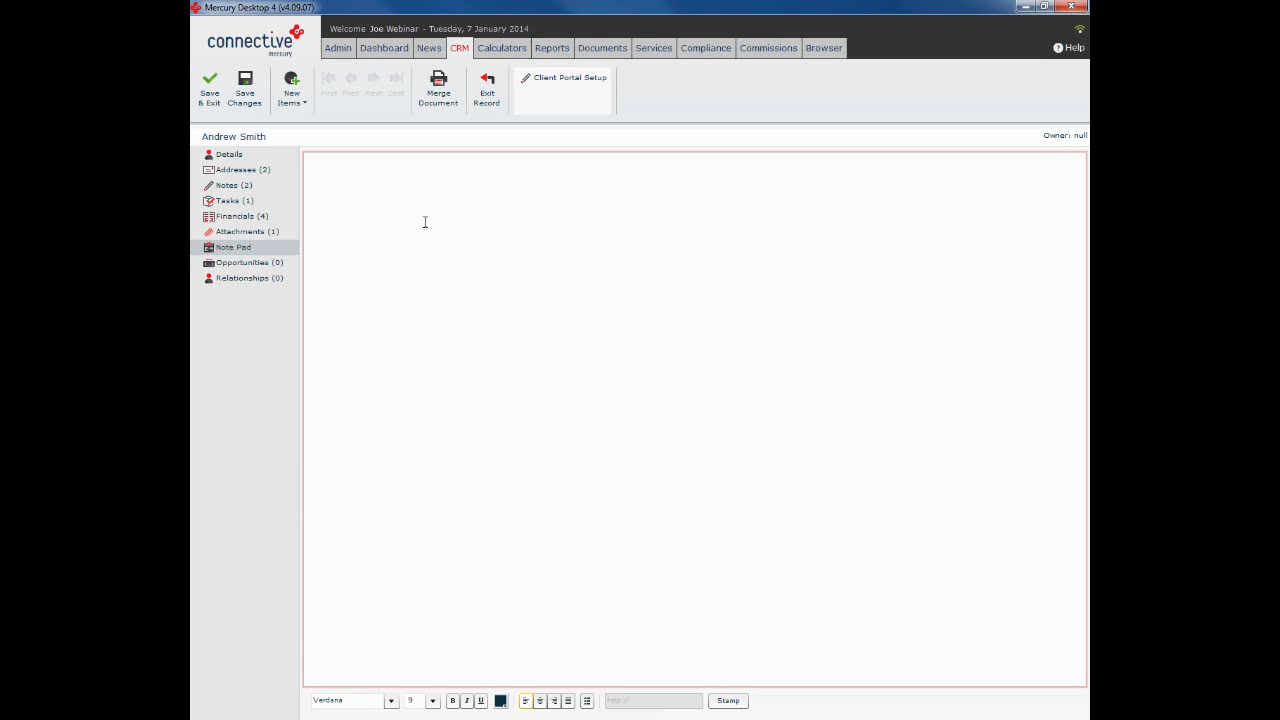 Mercury Desktop 4 (v4.09.07)
connective
mercury
Welcome Joe Webinar - Tuesday, 7 January 2014
Admin Dashboard News CRM Calculators Reports Documents Services Compliance Commissions Browser
? Help
Save & Exit
Save Changes
New Items
First Prev Next Last
Merge Document
Exit Record
Client Portal Setup
Andrew Smith
Owner: null
Details
Addresses (2)
Notes (2)
Tasks (1)
Financials (4)
Attachments (1)
Note Pad
Opportunities (0)
Relationships (0)
Verdana 9 B I U http:// Stamp